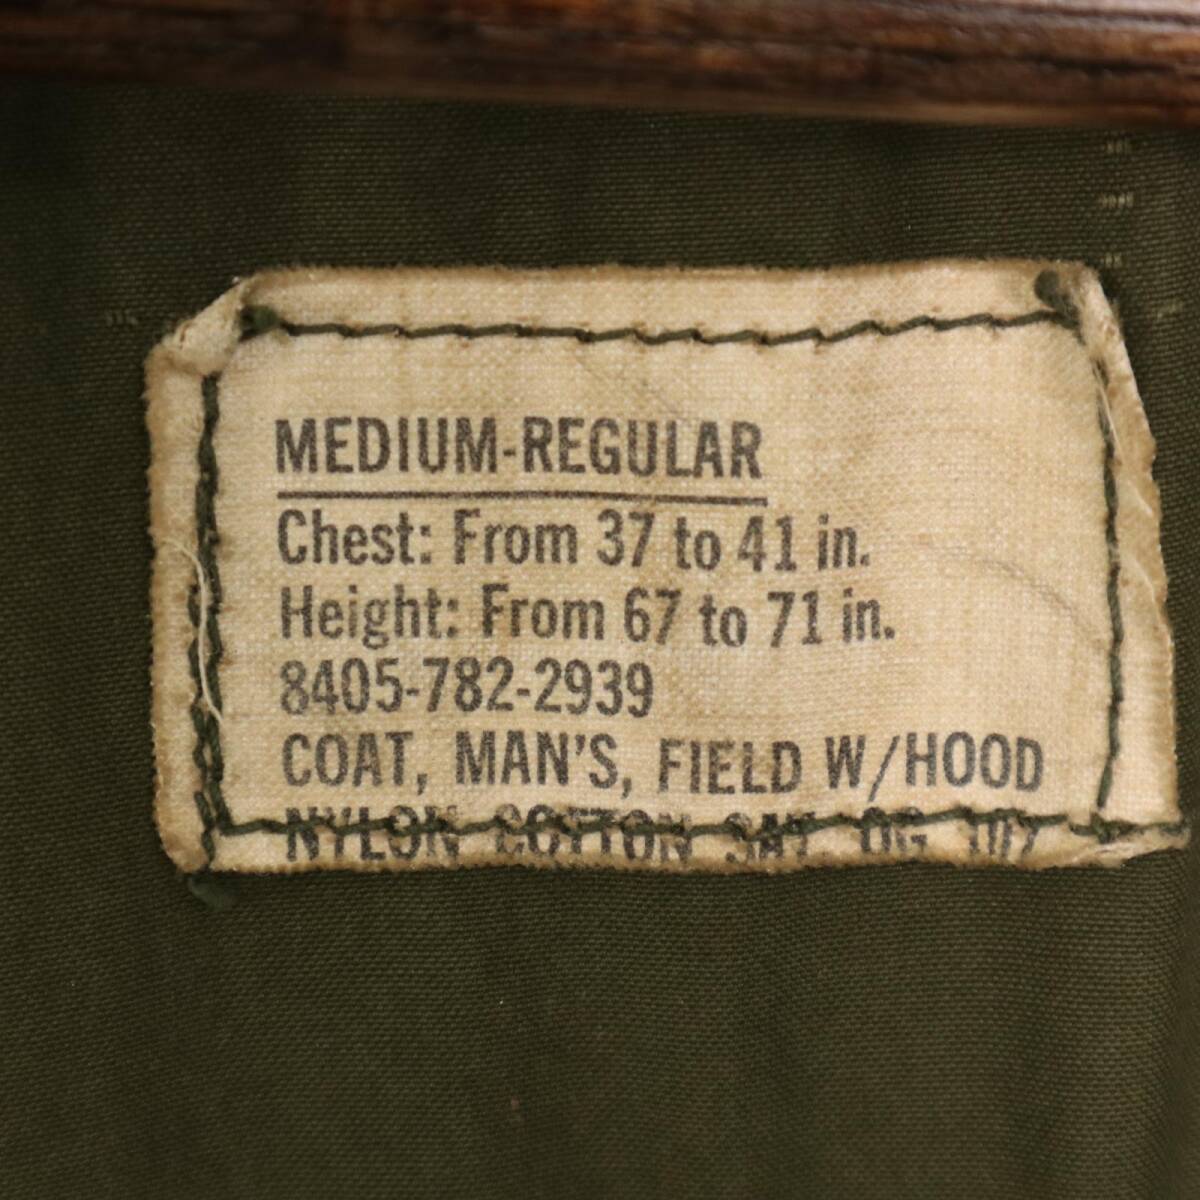 MEDIUM-REGULAR
Chest: From 37 to 41 in.
Height: From 67 to 71 in.
8405-782-2939
COAT, MAN'S, FIELD W/HOOD
NYLON COTTON SAT. OG 107